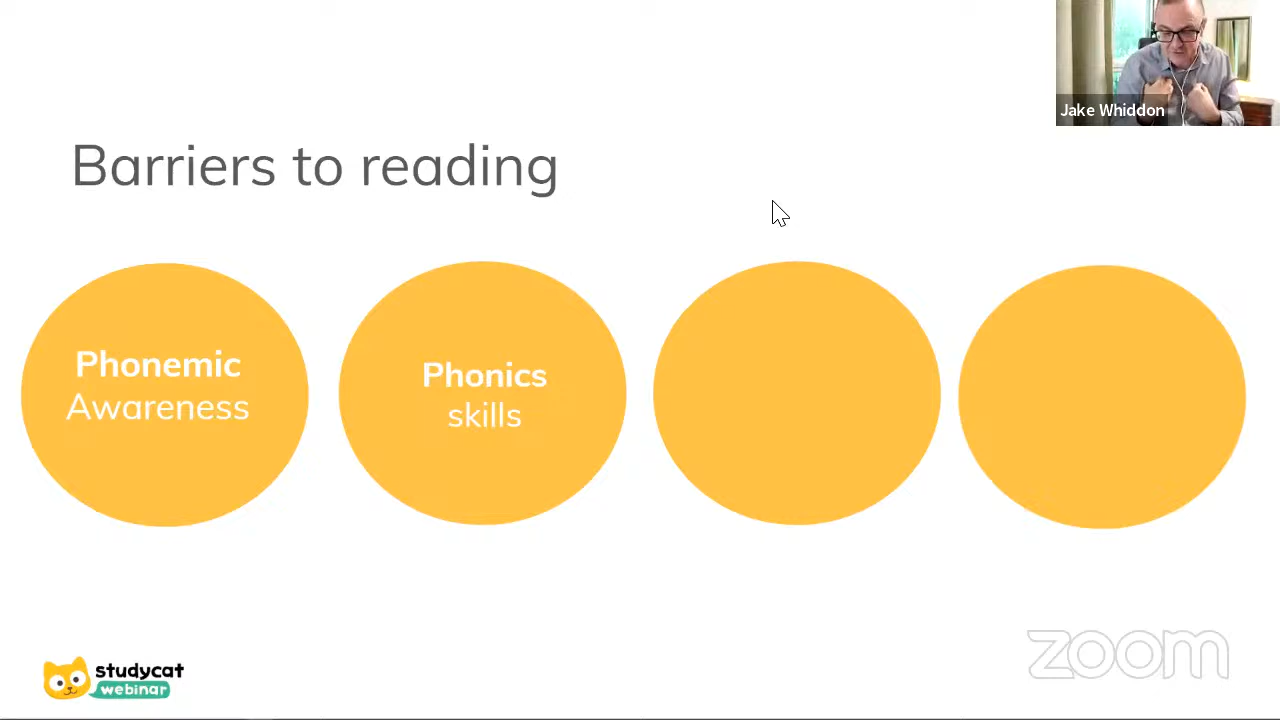 Jake Whiddon
Barriers to reading
Phonemic
Awareness
Phonics
skills
studycat
webinar
zoom